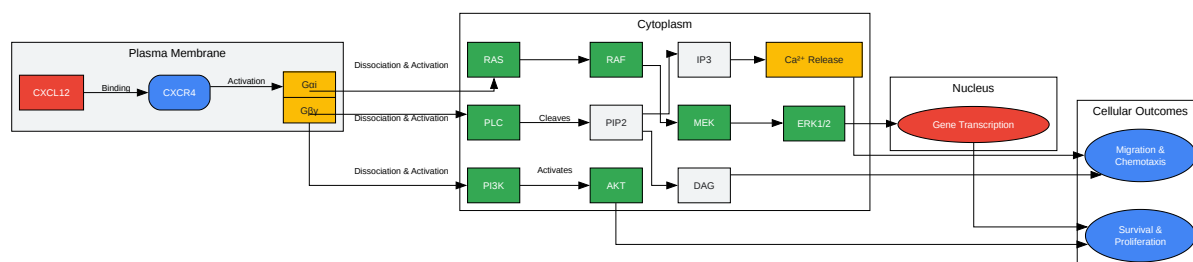 Plasma Membrane
CXCL12
Binding
CXCR4
Activation
Gαi
Gβγ
Dissociation & Activation
Dissociation & Activation
Dissociation & Activation
Cytoplasm
RAS
RAF
IP3
Ca²⁺ Release
PLC
Cleaves
PIP2
MEK
ERK1/2
PI3K
Activates
AKT
DAG
Nucleus
Gene Transcription
Cellular Outcomes
Migration &
Chemotaxis
Survival &
Proliferation